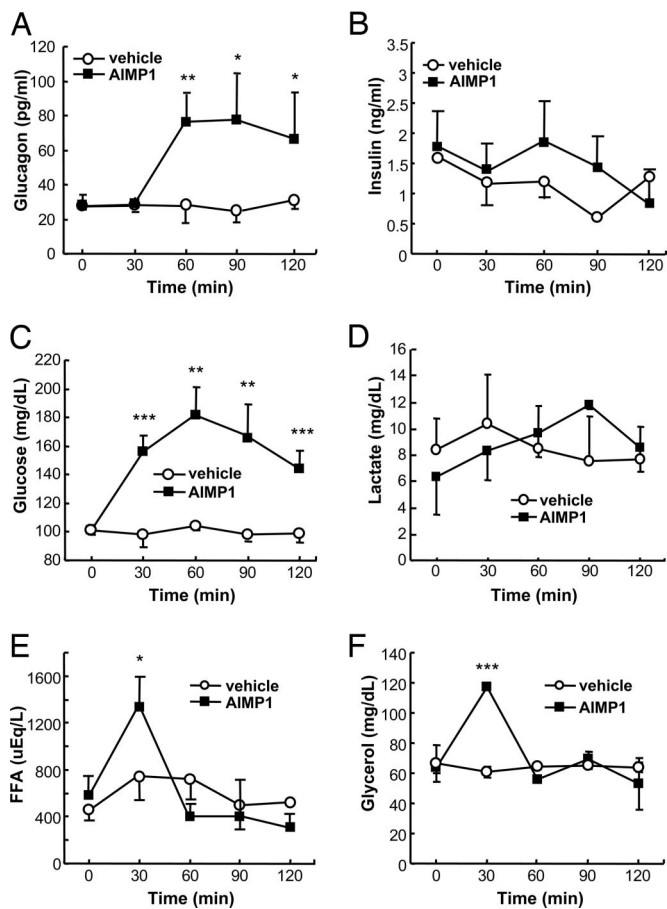 A
120
100
80
60
40
20
0
Glucagon (pg/ml)
vehicle
AIMP1
**
*
*
0 30 60 90 120
Time (min)
B
3.5
3
2.5
2
1.5
1
0.5
0
Insulin (ng/ml)
vehicle
AIMP1
0 30 60 90 120
Time (min)
C
220
200
180
160
140
120
100
80
Glucose (mg/dL)
***
**
**
***
vehicle
AIMP1
0 30 60 90 120
Time (min)
D
16
14
12
10
8
6
4
2
0
Lactate (mg/dL)
vehicle
AIMP1
0 30 60 90 120
Time (min)
E
1600
1200
800
400
0
FFA (uEq/L)
*
vehicle
AIMP1
0 30 60 90 120
Time (min)
F
140
120
100
80
60
40
20
0
Glycerol (mg/dL)
***
vehicle
AIMP1
0 30 60 90 120
Time (min)